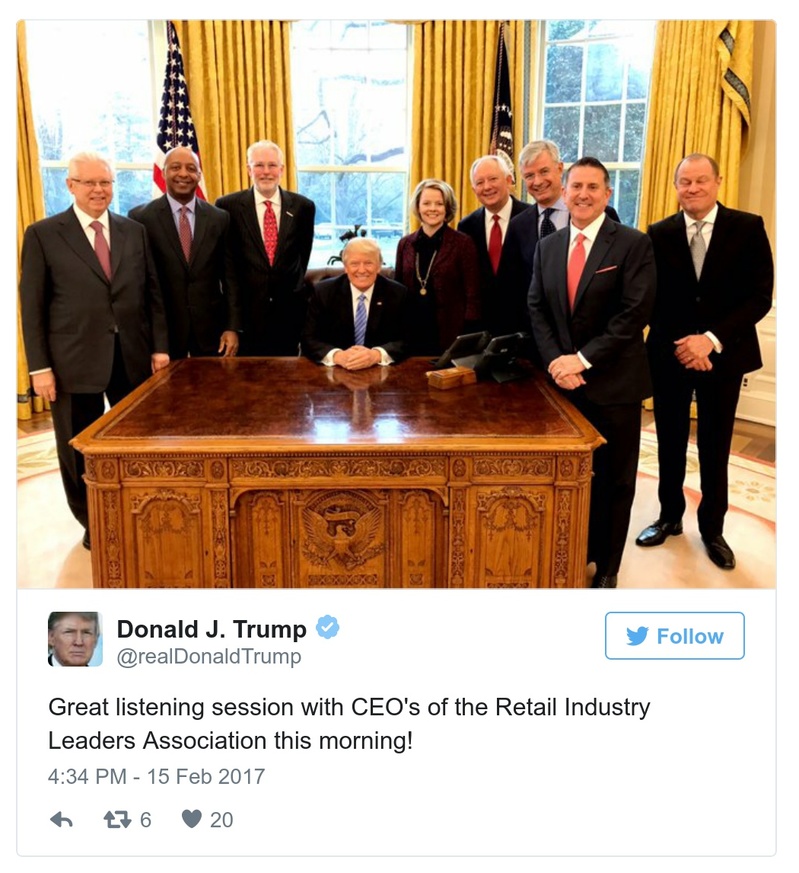 Donald J. Trump
@realDonaldTrump
Follow
Great listening session with CEO's of the Retail Industry
Leaders Association this morning!
4:34 PM - 15 Feb 2017
6 20